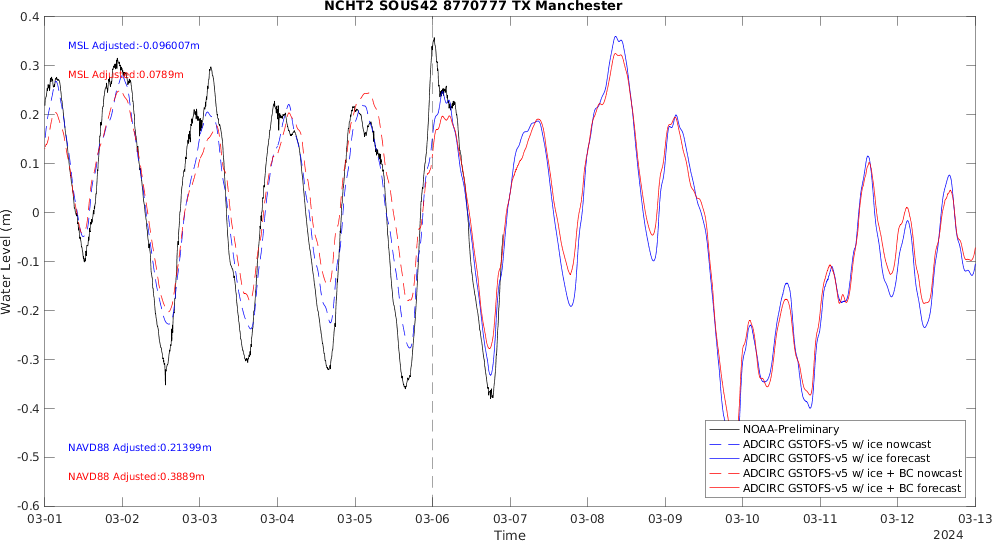 NCHT2 SOUS42 8770777 TX Manchester
0.4
0.3
0.2
0.1
0
-0.1
-0.2
-0.3
-0.4
-0.5
-0.6
Water Level (m)
MSL Adjusted:-0.096007m
MSL Adjusted:0.0789m
NAVD88 Adjusted:0.21399m
NAVD88 Adjusted:0.3889m
NOAA-Preliminary
ADCIRC GSTOFS-v5 w/ ice nowcast
ADCIRC GSTOFS-v5 w/ ice forecast
ADCIRC GSTOFS-v5 w/ ice + BC nowcast
ADCIRC GSTOFS-v5 w/ ice + BC forecast
03-01 03-02 03-03 03-04 03-05 03-06 03-07 03-08 03-09 03-10 03-11 03-12 03-13
Time
2024